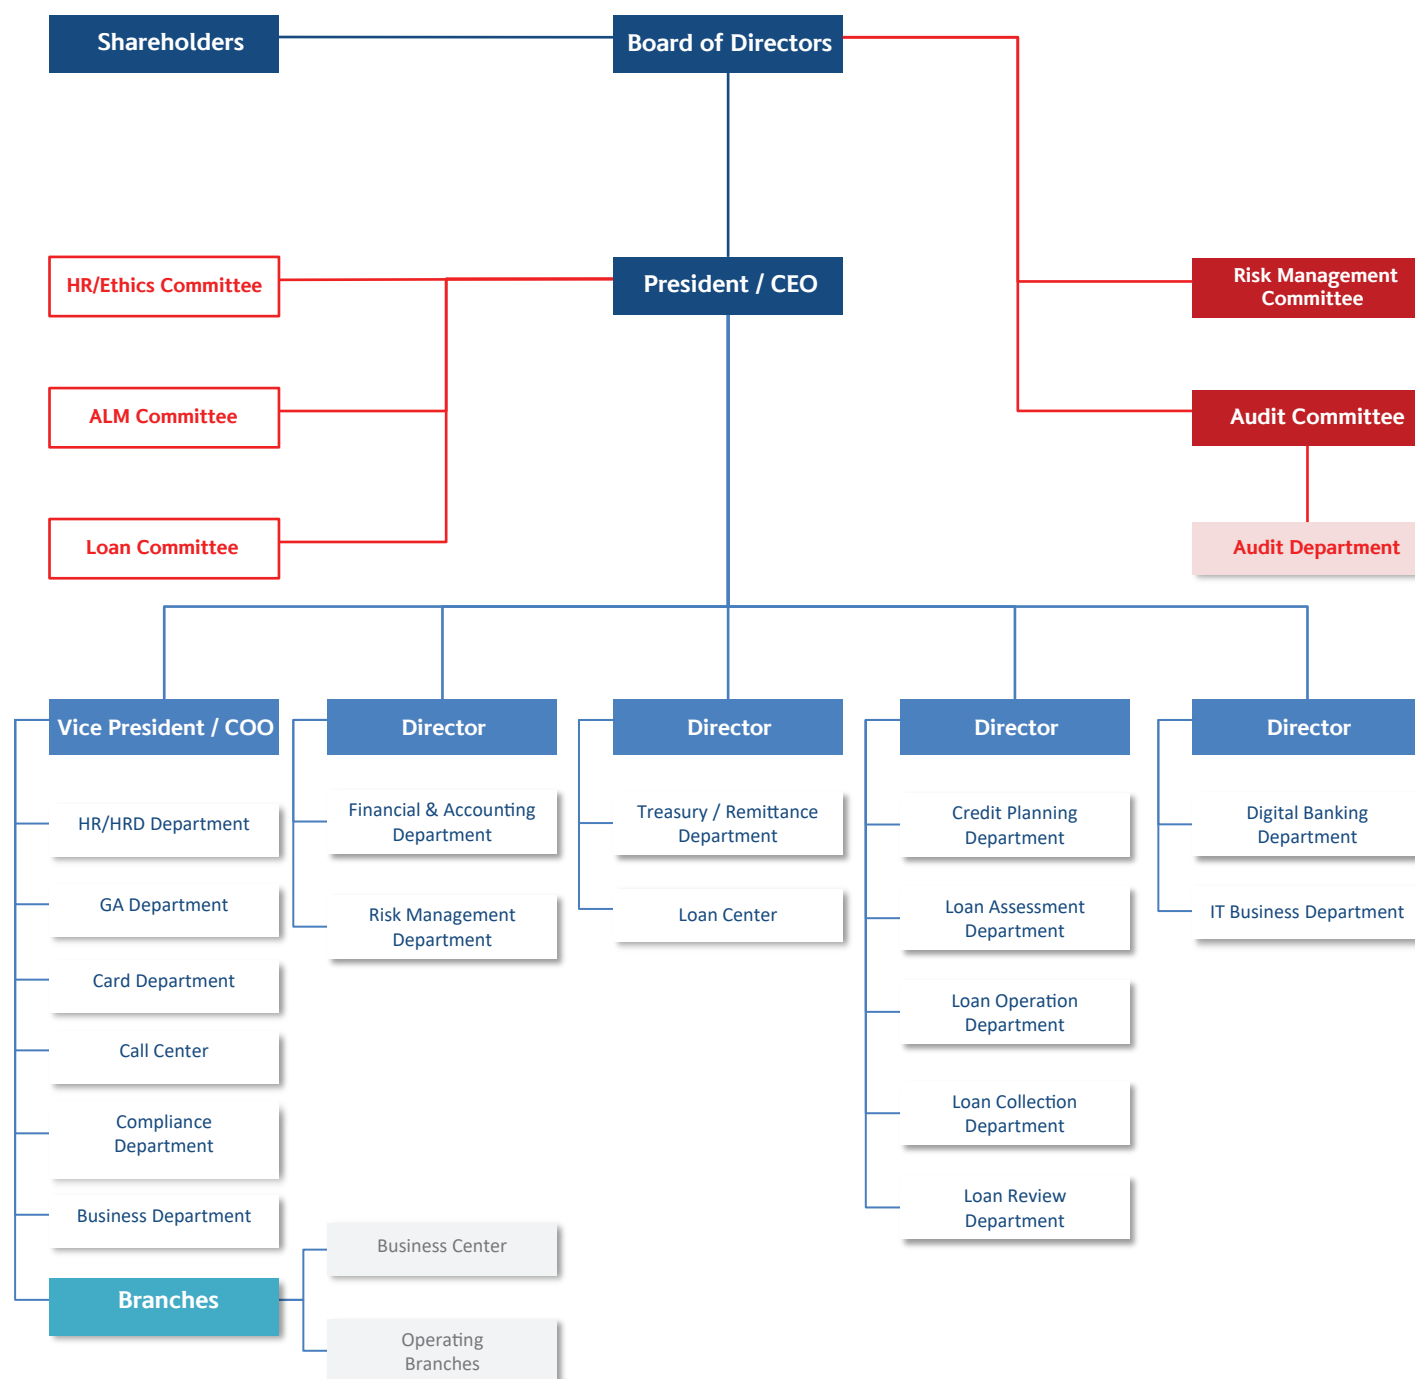 Shareholders
Board of Directors
President / CEO
HR/Ethics Committee
ALM Committee
Loan Committee
Risk Management
Committee
Audit Committee
Audit Department
Vice President / COO
HR/HRD Department
GA Department
Card Department
Call Center
Compliance
Department
Business Department
Branches
Business Center
Operating
Branches
Director
Financial & Accounting
Department
Risk Management
Department
Director
Treasury / Remittance
Department
Loan Center
Director
Credit Planning
Department
Loan Assessment
Department
Loan Operation
Department
Loan Collection
Department
Loan Review
Department
Director
Digital Banking
Department
IT Business Department